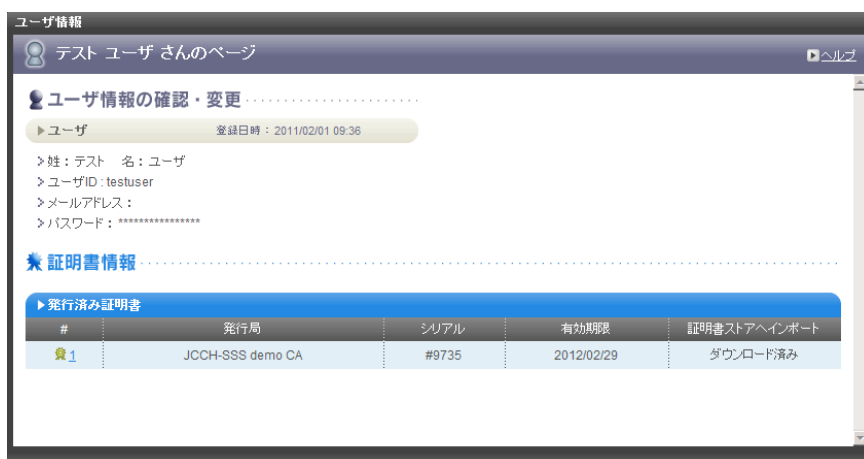 ユーザ情報
テスト ユーザ さんのページ
ヘルプ
ユーザ情報の確認・変更
ユーザ 登録日時：2011/02/01 09:36
姓：テスト 名：ユーザ
ユーザID : testuser
メールアドレス：
パスワード：****************
証明書情報
発行済み証明書
# 発行局 シリアル 有効期限 証明書ストアへインポート
1 JCCH-SSS demo CA #9735 2012/02/29 ダウンロード済み